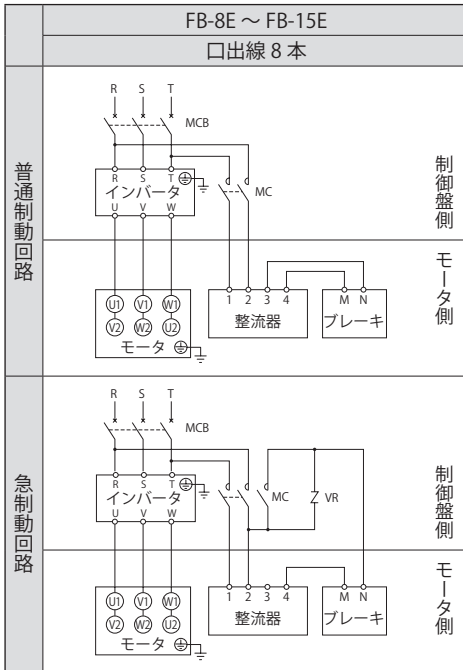 FB-8E ～ FB-15E
口出線 8 本
普通制動回路
R S T
MCB
R S T
インバータ
U V W
MC
制御盤側
U1 V1 W1
V2 W2 U2
モータ
1 2 3 4
整流器
M N
ブレーキ
モータ側
急制動回路
R S T
MCB
R S T
インバータ
U V W
MC
VR
制御盤側
U1 V1 W1
V2 W2 U2
モータ
1 2 3 4
整流器
M N
ブレーキ
モータ側